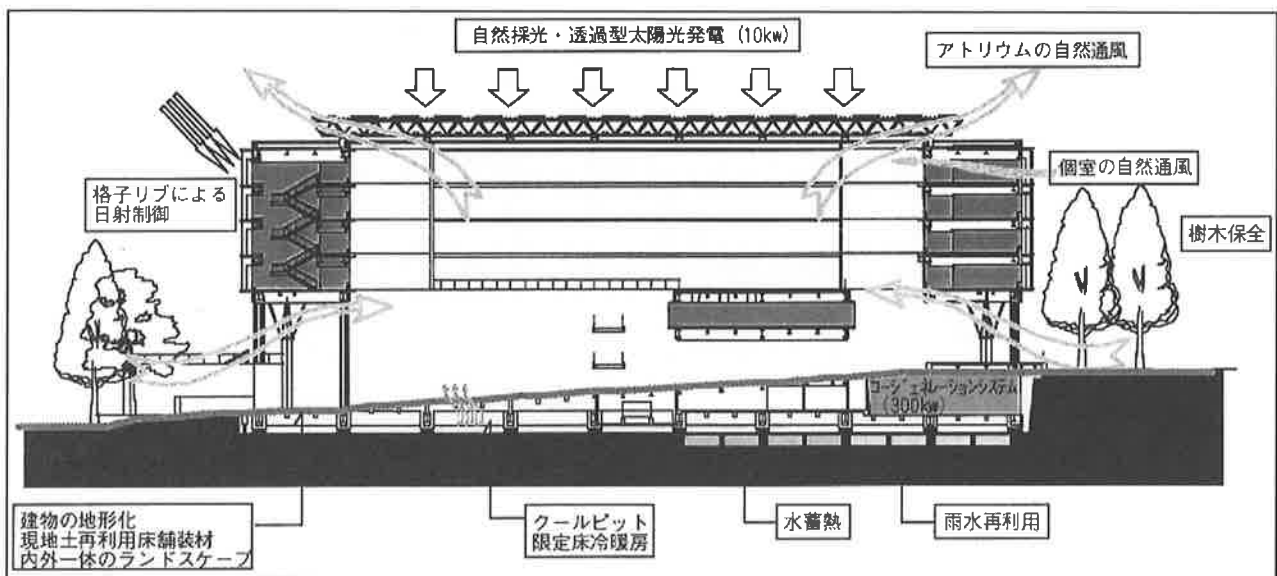 自然採光・透過型太陽光発電 (10kw)
アトリウムの自然通風
格子リブによる
日射制御
個室の自然通風
樹木保全
コージェネレーションシステム
(300kw)
建物の地形化
現地土再利用床舗装材
内外一体のランドスケープ
クールピット
限定床冷暖房
水蓄熱
雨水再利用